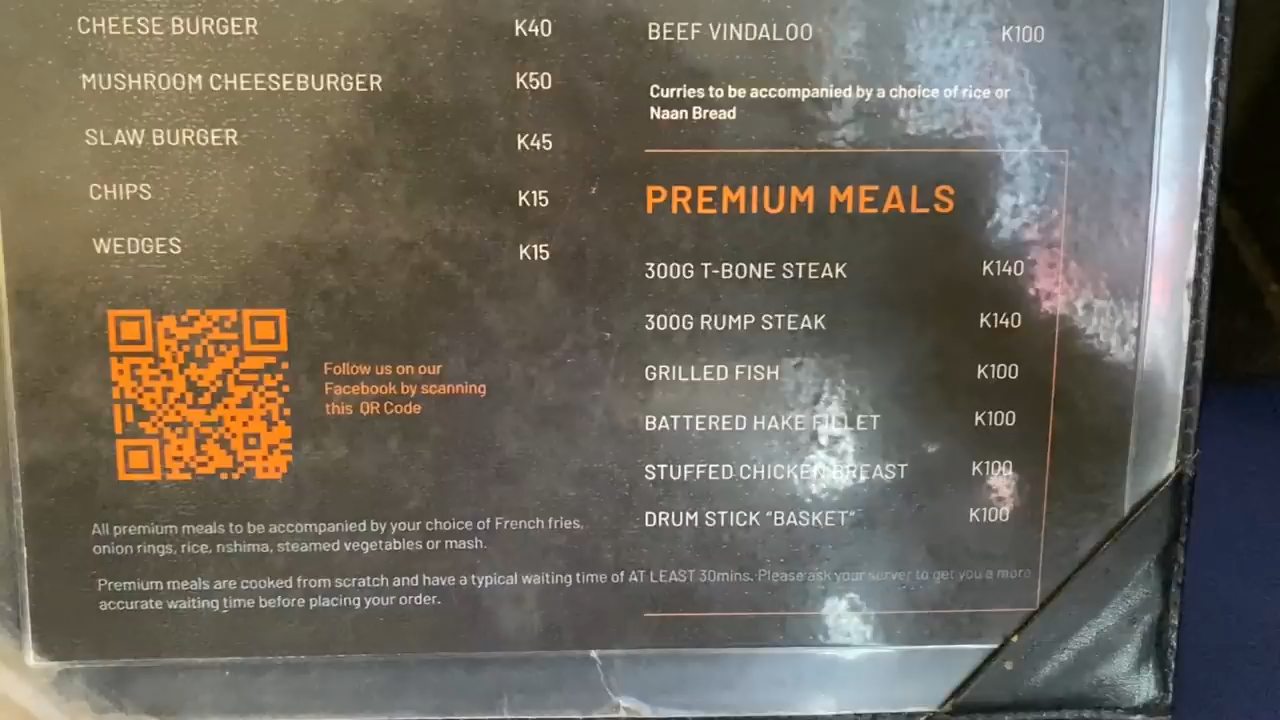 CHEESE BURGER K40
MUSHROOM CHEESEBURGER K50
SLAW BURGER K45
CHIPS K15
WEDGES K15
Follow us on our
Facebook by scanning
this QR Code
BEEF VINDALOO K100
Curries to be accompanied by a choice of rice or
Naan Bread
PREMIUM MEALS
300G T-BONE STEAK K140
300G RUMP STEAK K140
GRILLED FISH K100
BATTERED HAKE FILLET K100
STUFFED CHICKEN BREAST K100
DRUM STICK “BASKET” K100
All premium meals to be accompanied by your choice of French fries,
onion rings, rice, nshima, steamed vegetables or mash.
Premium meals are cooked from scratch and have a typical waiting time of AT LEAST 30mins. Please ask your server to get you a more
accurate waiting time before placing your order.